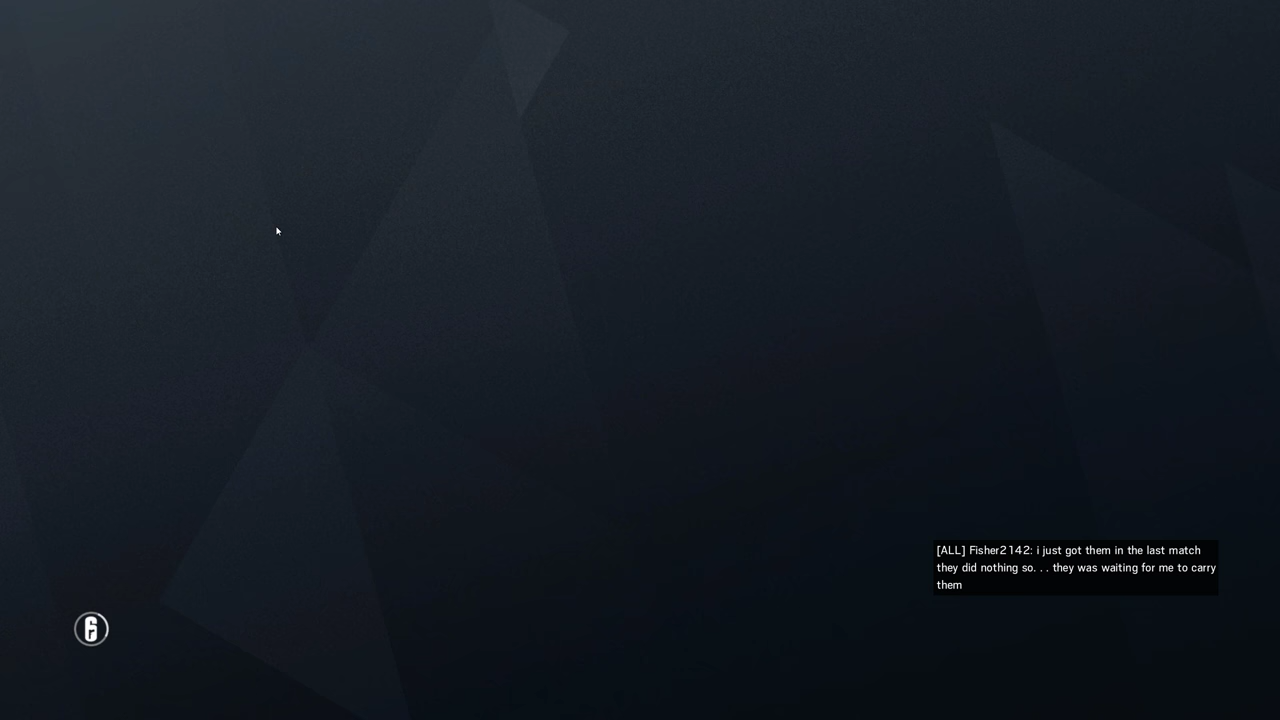 [ALL] Fisher2142: i just got them in the last match
they did nothing so. . . they was waiting for me to carry
them
6